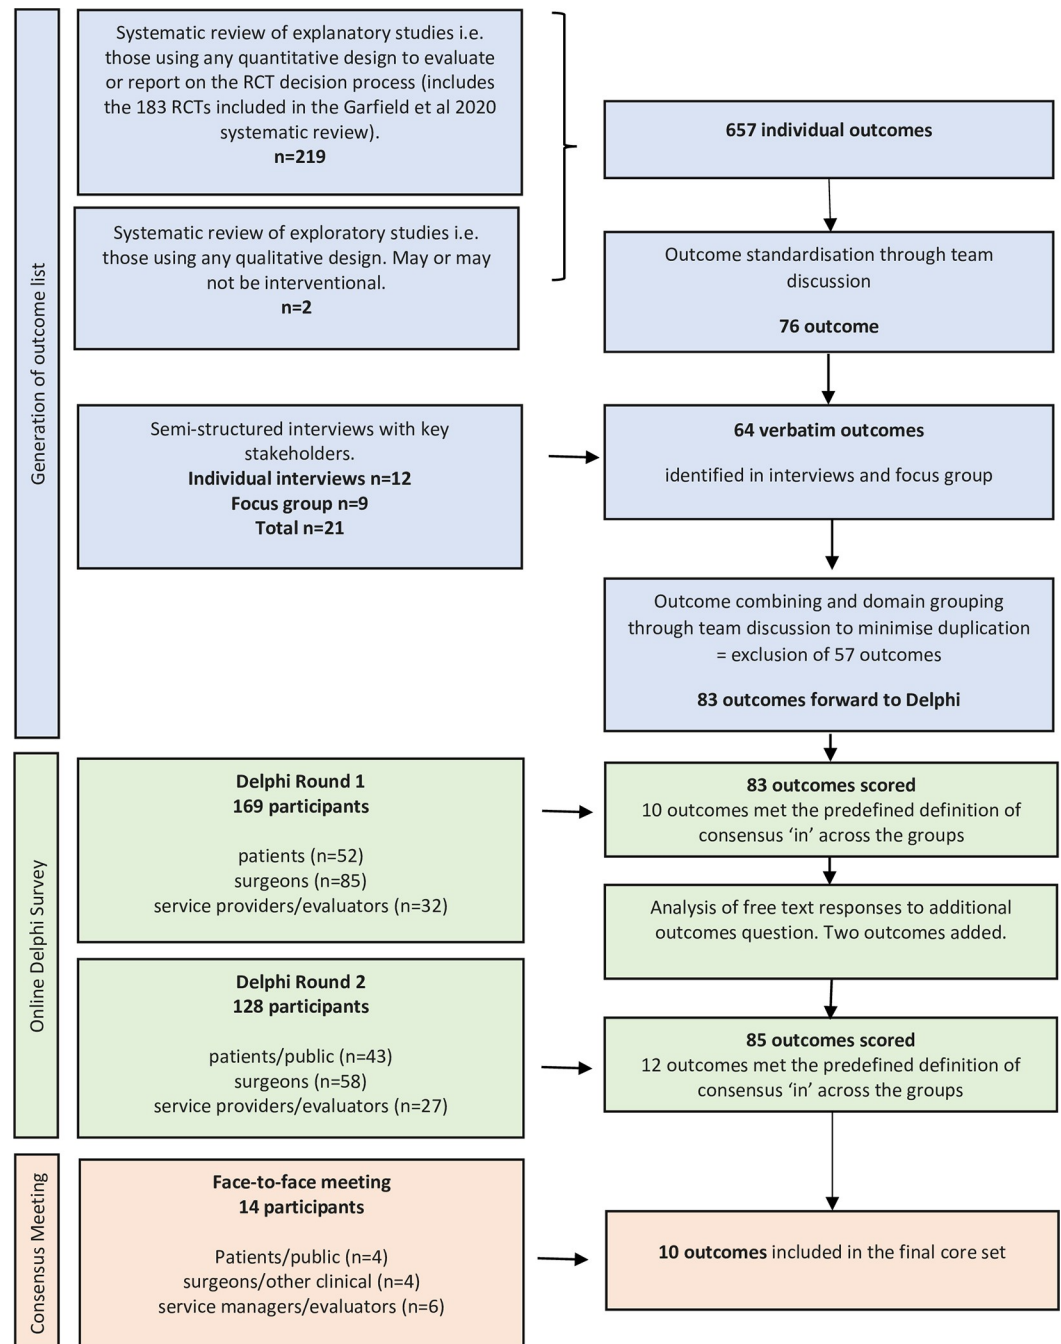 Generation of outcome list
Systematic review of explanatory studies i.e.
those using any quantitative design to evaluate
or report on the RCT decision process (includes
the 183 RCTs included in the Garfield et al 2020
systematic review).
n=219
Systematic review of exploratory studies i.e.
those using any qualitative design. May or may
not be interventional.
n=2
657 individual outcomes
Outcome standardisation through team
discussion
76 outcome
Semi-structured interviews with key
stakeholders.
Individual interviews n=12
Focus group n=9
Total n=21
64 verbatim outcomes
identified in interviews and focus group
Outcome combining and domain grouping
through team discussion to minimise duplication
= exclusion of 57 outcomes
83 outcomes forward to Delphi
Online Delphi Survey
Delphi Round 1
169 participants
patients (n=52)
surgeons (n=85)
service providers/evaluators (n=32)
83 outcomes scored
10 outcomes met the predefined definition of
consensus ‘in’ across the groups
Analysis of free text responses to additional
outcomes question. Two outcomes added.
Delphi Round 2
128 participants
patients/public (n=43)
surgeons (n=58)
service providers/evaluators (n=27)
85 outcomes scored
12 outcomes met the predefined definition of
consensus ‘in’ across the groups
Consensus Meeting
Face-to-face meeting
14 participants
Patients/public (n=4)
surgeons/other clinical (n=4)
service managers/evaluators (n=6)
10 outcomes included in the final core set